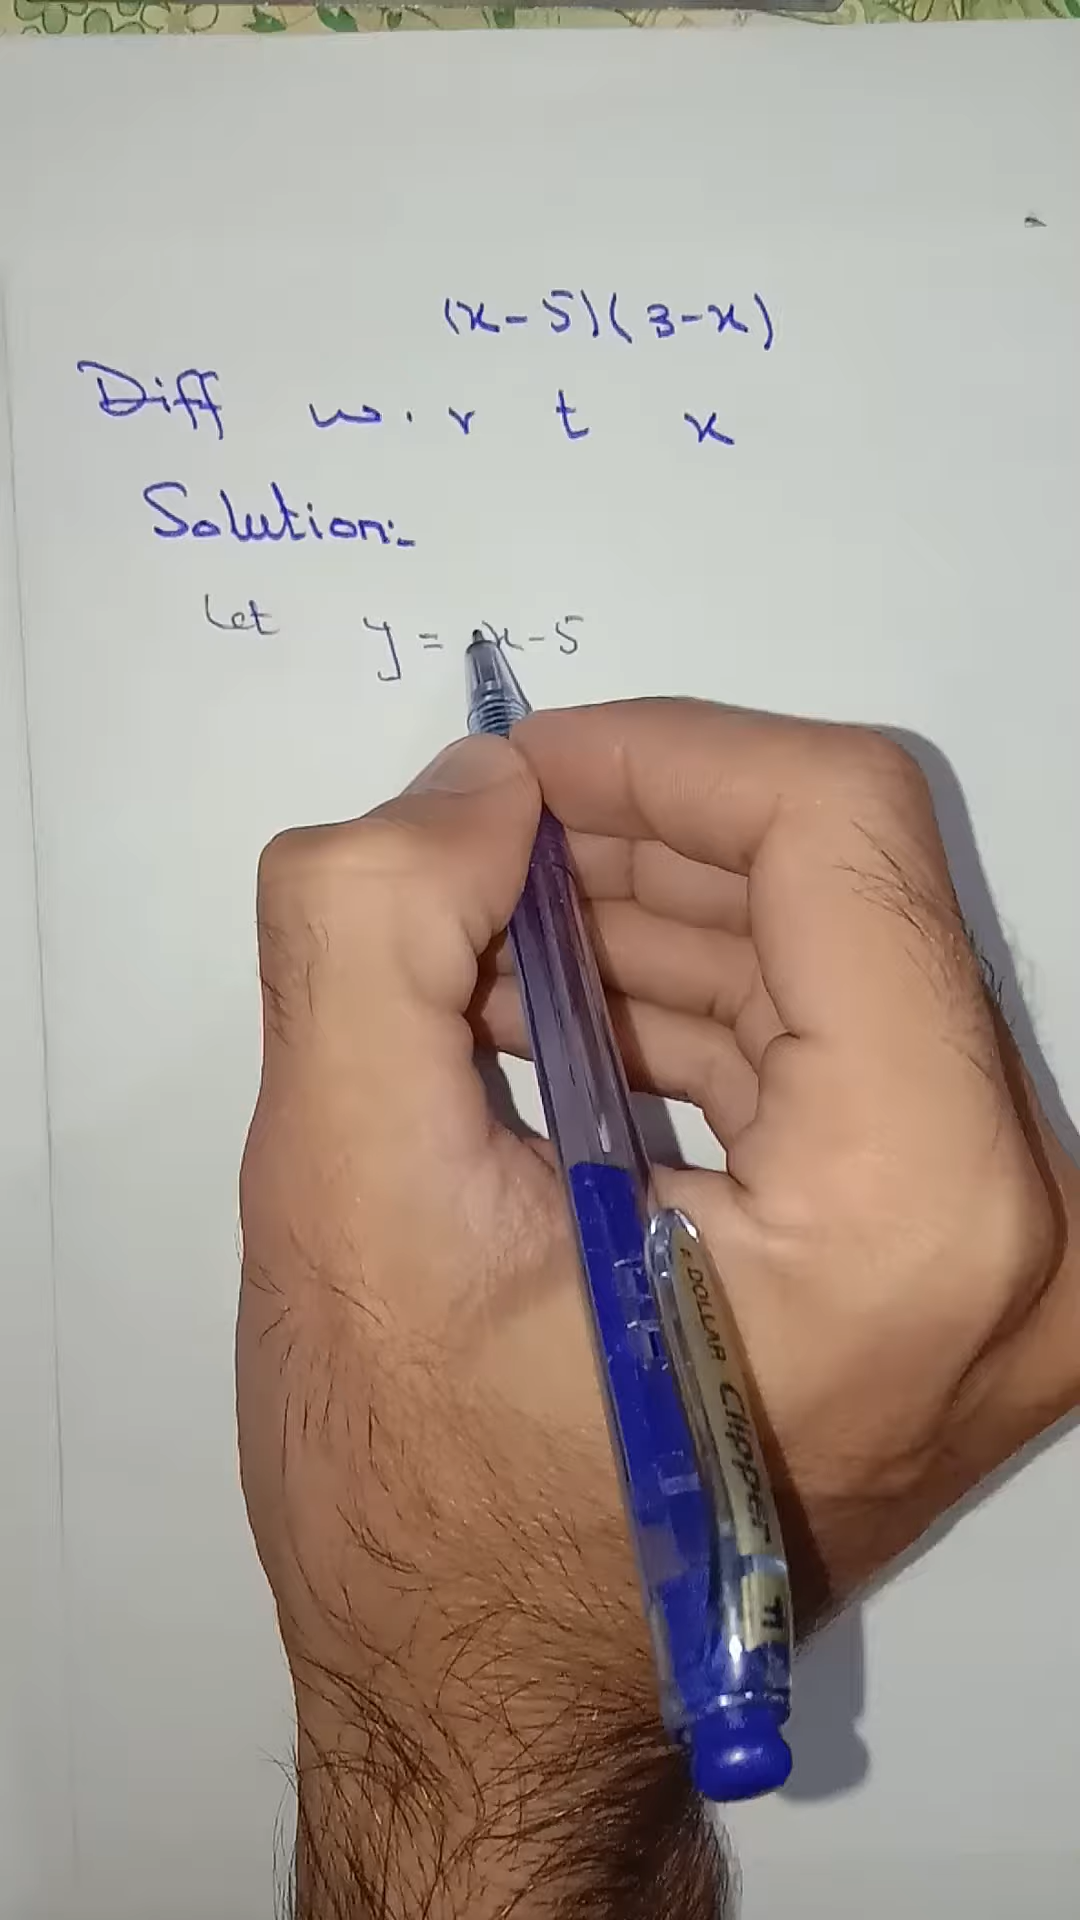 (x-5)(3-x)
Diff w.r t x
Solution:-
Let y = x-5
DOLLAR Clipper